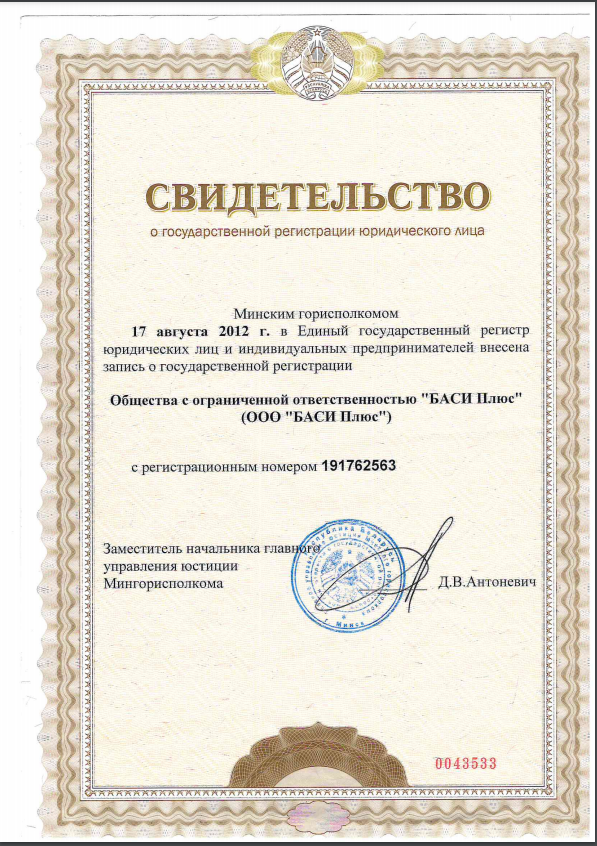 СВИДЕТЕЛЬСТВО
о государственной регистрации юридического лица
Минским горисполкомом
17 августа 2012 г. в Единый государственный регистр
юридических лиц и индивидуальных предпринимателей внесена
запись о государственной регистрации
Общества с ограниченной ответственностью "БАСИ Плюс"
(ООО "БАСИ Плюс")
с регистрационным номером 191762563
Заместитель начальника главного
управления юстиции
Мингорисполкома
Д.В.Антоневич
Республика Беларусь
г. Минск
0043533